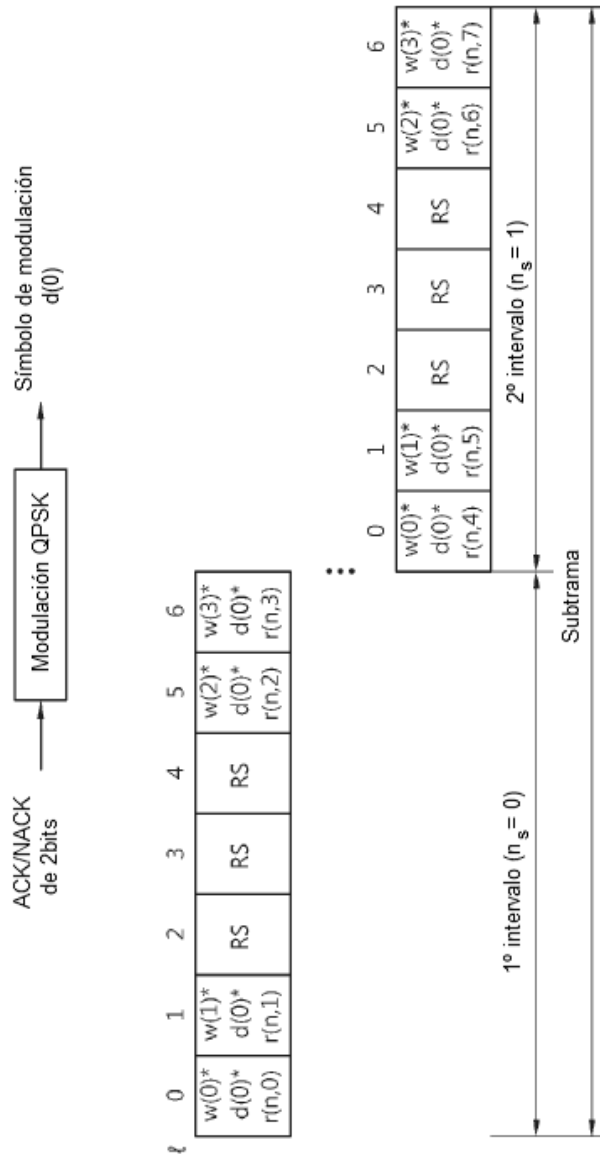 ACK/NACK
de 2bits
Modulación QPSK
Símbolo de modulación
d(0)
ℓ
0 1 2 3 4 5 6
w(0)* w(1)* RS RS RS w(2)* w(3)*
d(0)* d(0)* d(0)* d(0)*
r(n,0) r(n,1) r(n,2) r(n,3)
0 1 2 3 4 5 6
w(0)* w(1)* RS RS RS w(2)* w(3)*
d(0)* d(0)* d(0)* d(0)*
r(n,4) r(n,5) r(n,6) r(n,7)
1º intervalo (n s = 0)
2º intervalo (n s = 1)
Subtrama